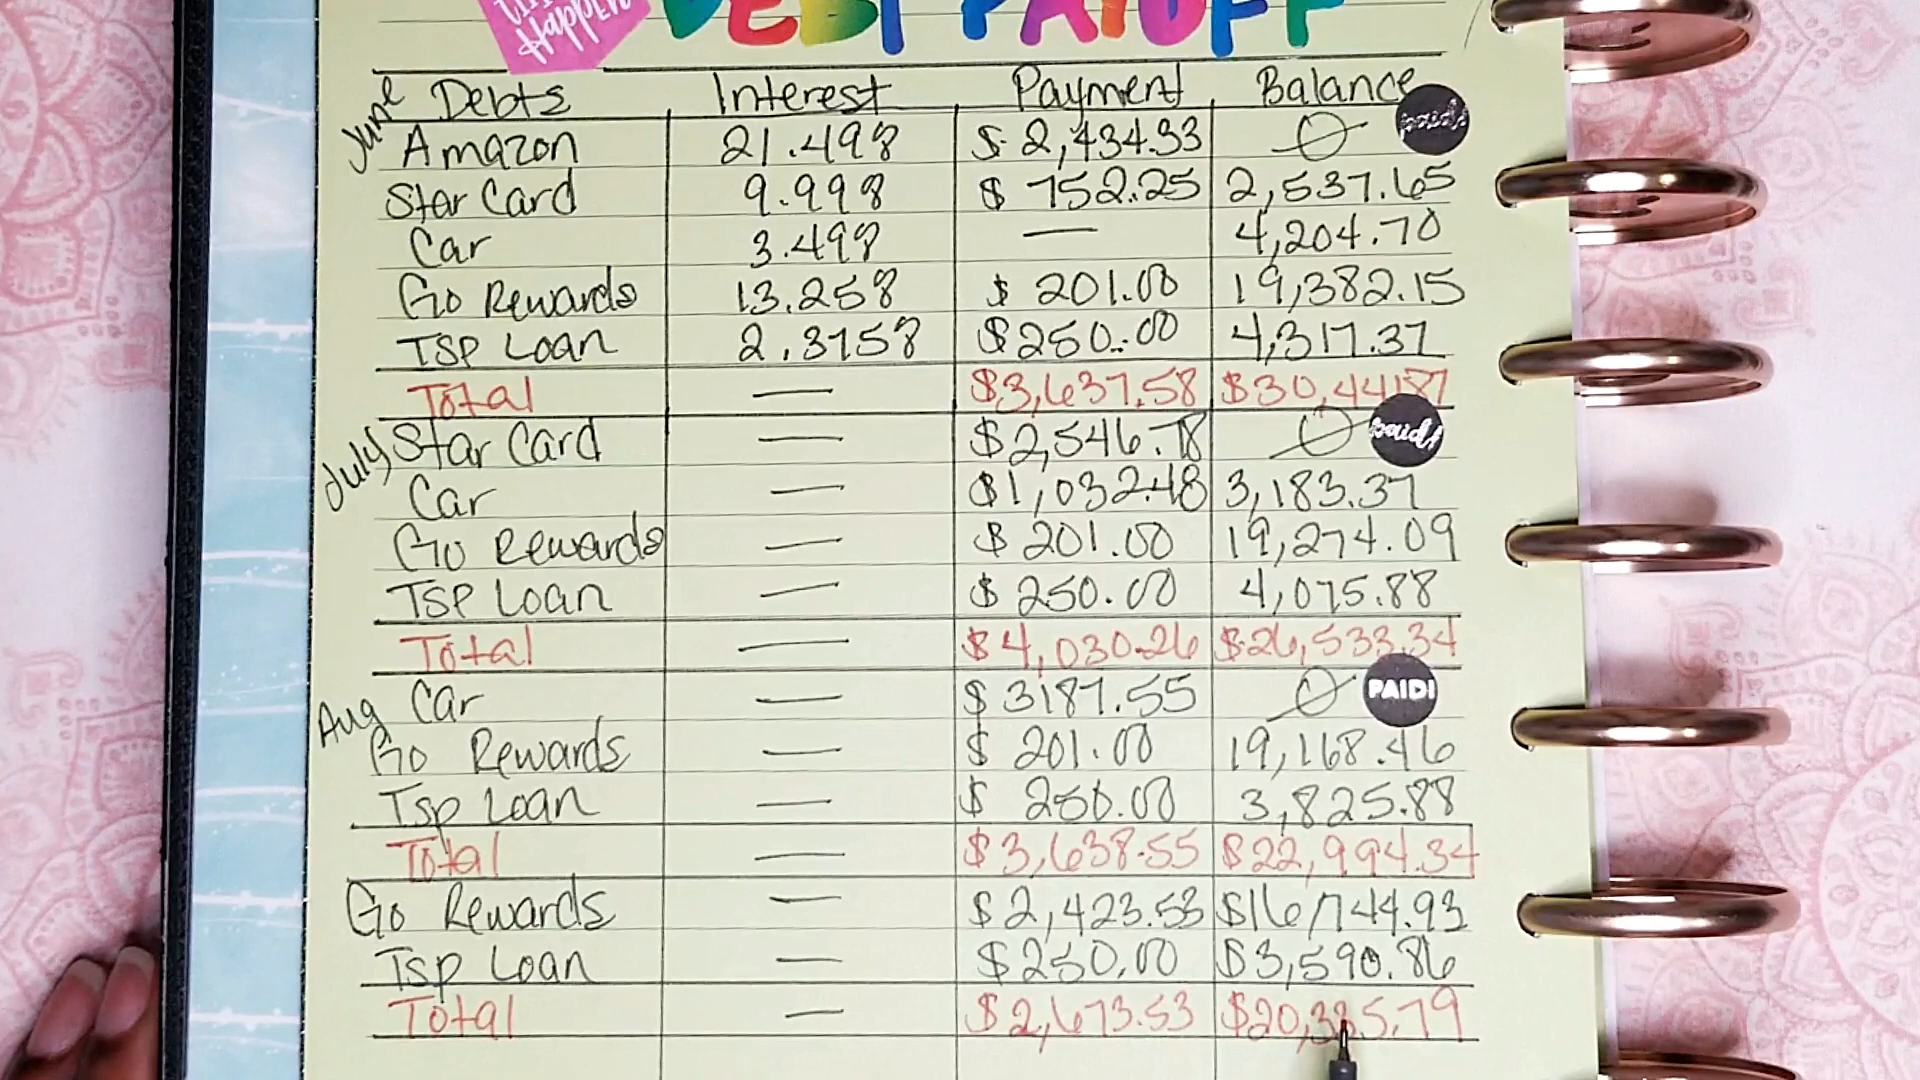 Happen
DEBT PAYOFF
June Debts Interest Payment Balance
Amazon 21.49% $2,434.33 0 paid!
Star Card 9.99% $752.25 2,537.65
Car 3.49% — 4,204.70
Go Rewards 13.25% $201.00 19,382.15
TSP Loan 2.375% $250.00 4,317.37
Total — $3,637.58 $30,441.87
July Star Card — $2,546.78 0 paid!
Car — $1,032.48 3,183.37
Go Rewards — $201.00 19,274.09
TSP Loan — $250.00 4,075.88
Total — $4,030.26 $26,533.34
Aug Car — $3187.55 0 PAID!
Go Rewards — $201.00 19,168.46
Tsp Loan — $250.00 3,825.88
Total — $3,638.55 $22,994.34
Go Rewards — $2,423.53 $16,744.93
Tsp Loan — $250.00 $3,590.86
Total — $2,673.53 $20,335.79